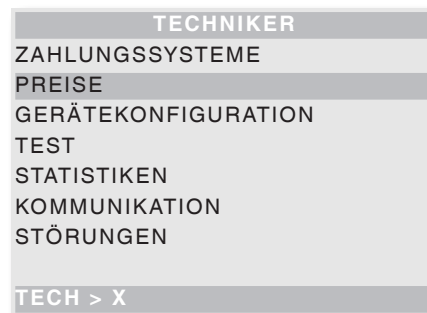 TECHNIKER
ZAHLUNGSSYSTEME
PREISE
GERÄTEKONFIGURATION
TEST
STATISTIKEN
KOMMUNIKATION
STÖRUNGEN
TECH > X